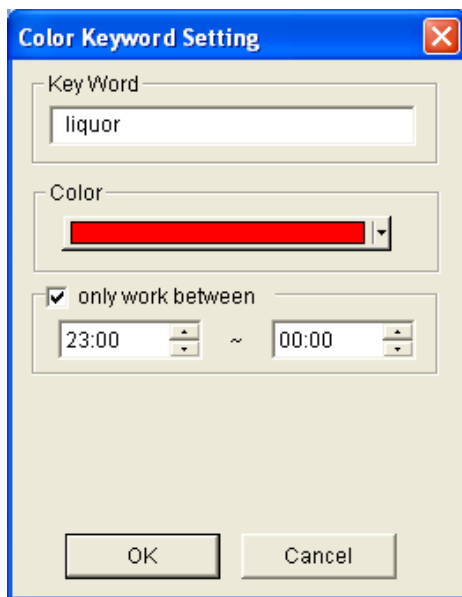 Color Keyword Setting
Key Word
liquor
Color
only work between
23:00 ~ 00:00
OK Cancel